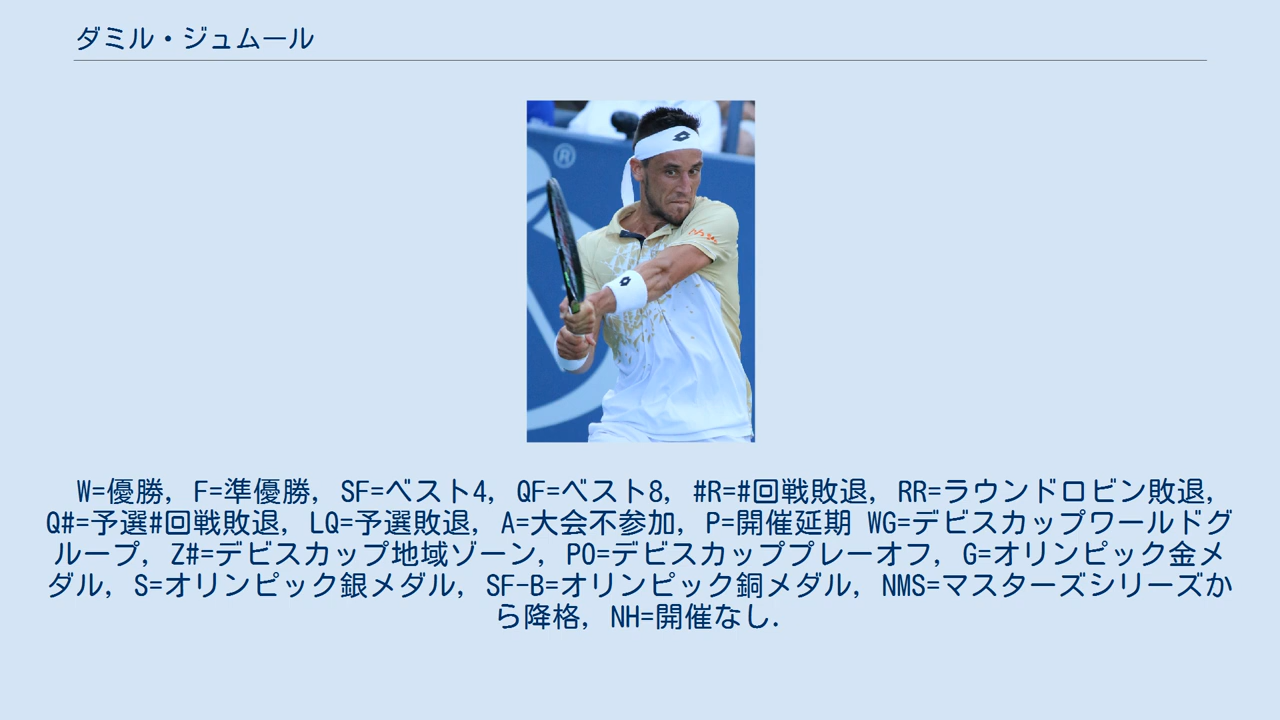 ダミル・ジュムール
®
W=優勝, F=準優勝, SF=ベスト4, QF=ベスト8, #R=#回戦敗退, RR=ラウンドロビン敗退,
Q#=予選#回戦敗退, LQ=予選敗退, A=大会不参加, P=開催延期 WG=デビスカップワールドグ
ループ, Z#=デビスカップ地域ゾーン, PO=デビスカッププレーオフ, G=オリンピック金メ
ダル, S=オリンピック銀メダル, SF-B=オリンピック銅メダル, NMS=マスターズシリーズか
ら降格, NH=開催なし.